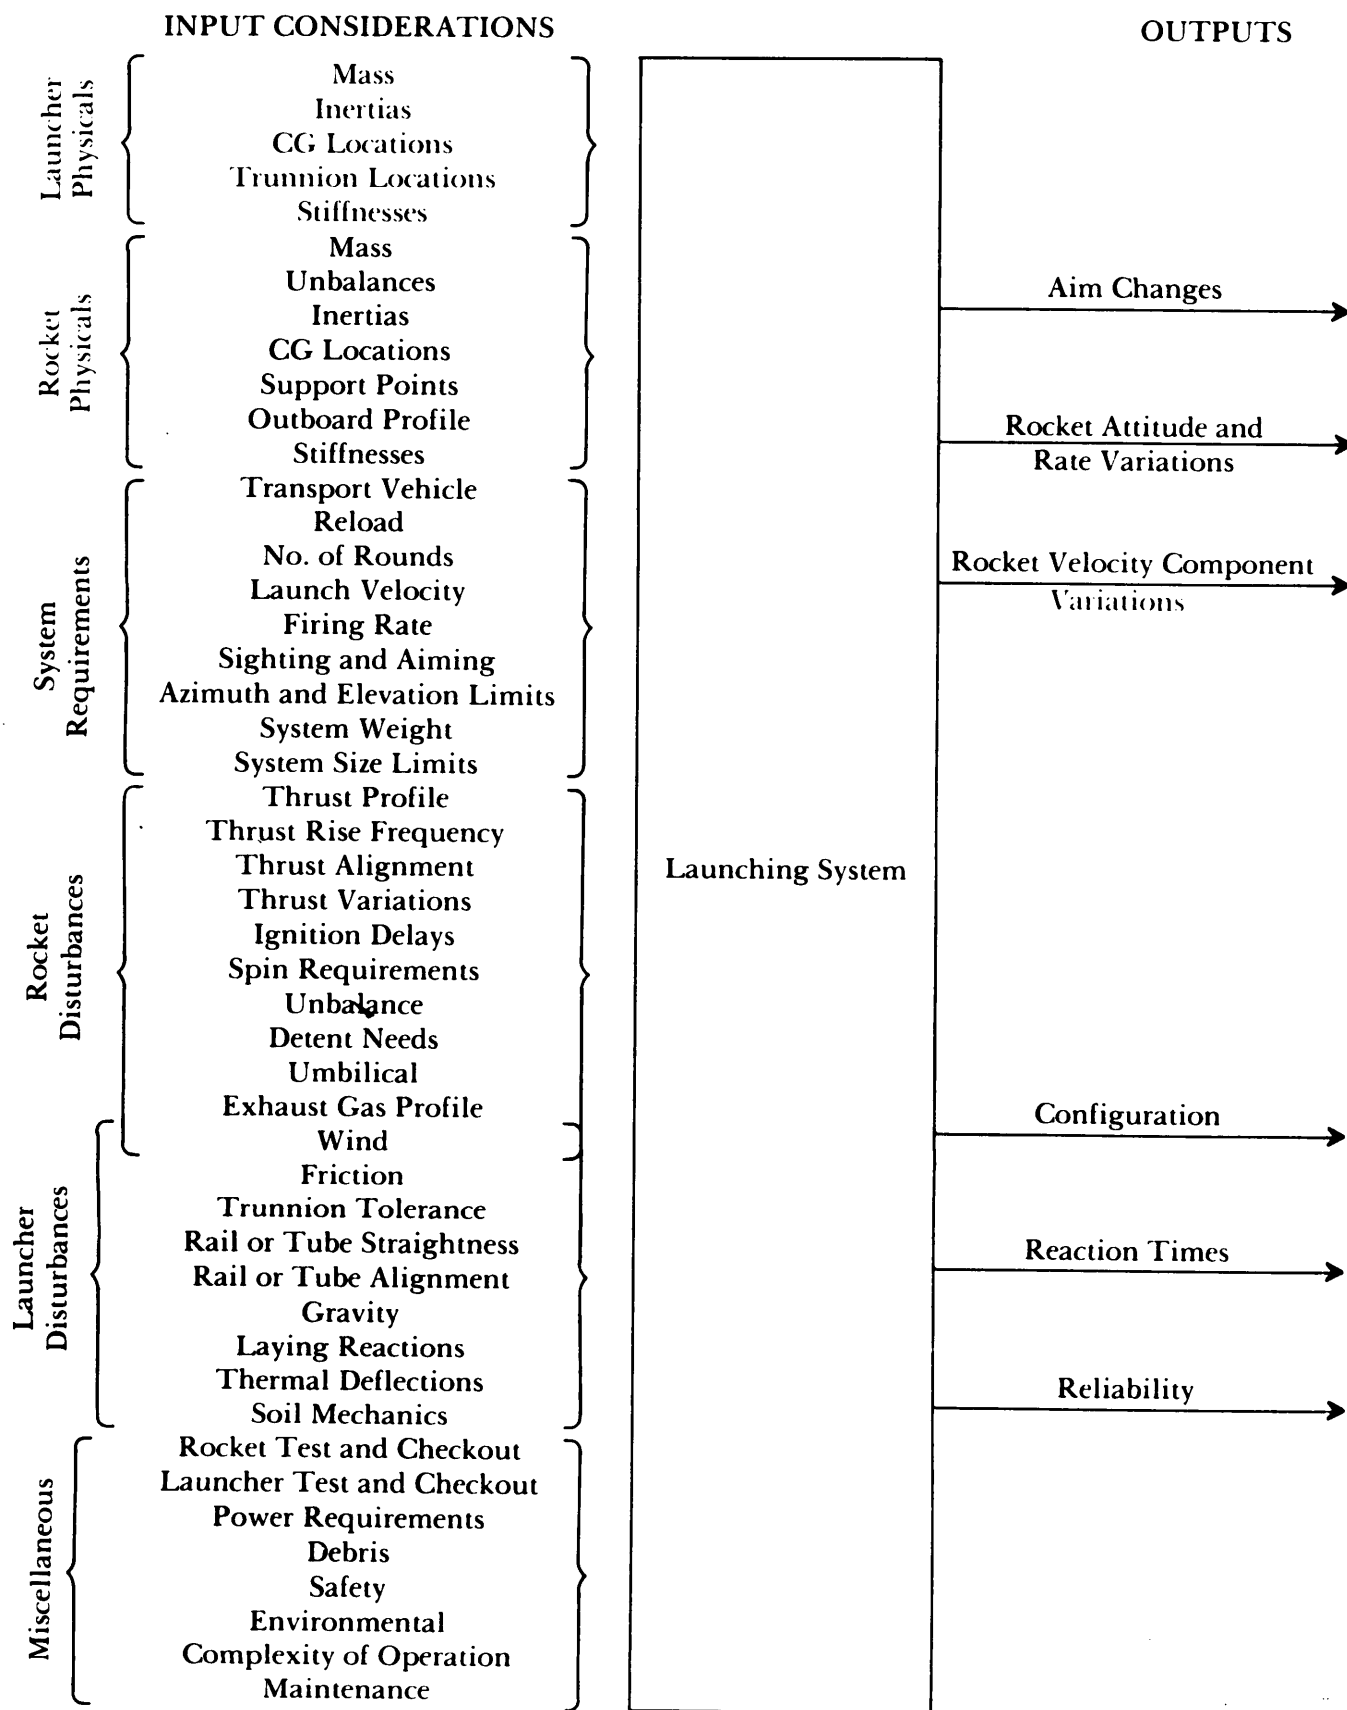 INPUT CONSIDERATIONS
OUTPUTS
Launcher
Physicals
Mass
Inertias
CG Locations
Trunnion Locations
Stiffnesses
Rocket
Physicals
Mass
Unbalances
Inertias
CG Locations
Support Points
Outboard Profile
Stiffnesses
System
Requirements
Transport Vehicle
Reload
No. of Rounds
Launch Velocity
Firing Rate
Sighting and Aiming
Azimuth and Elevation Limits
System Weight
System Size Limits
Rocket
Disturbances
Thrust Profile
Thrust Rise Frequency
Thrust Alignment
Thrust Variations
Ignition Delays
Spin Requirements
Unbalance
Detent Needs
Umbilical
Exhaust Gas Profile
Wind
Launcher
Disturbances
Friction
Trunnion Tolerance
Rail or Tube Straightness
Rail or Tube Alignment
Gravity
Laying Reactions
Thermal Deflections
Soil Mechanics
Miscellaneous
Rocket Test and Checkout
Launcher Test and Checkout
Power Requirements
Debris
Safety
Environmental
Complexity of Operation
Maintenance
Launching System
Aim Changes
Rocket Attitude and
Rate Variations
Rocket Velocity Component
Variations
Configuration
Reaction Times
Reliability